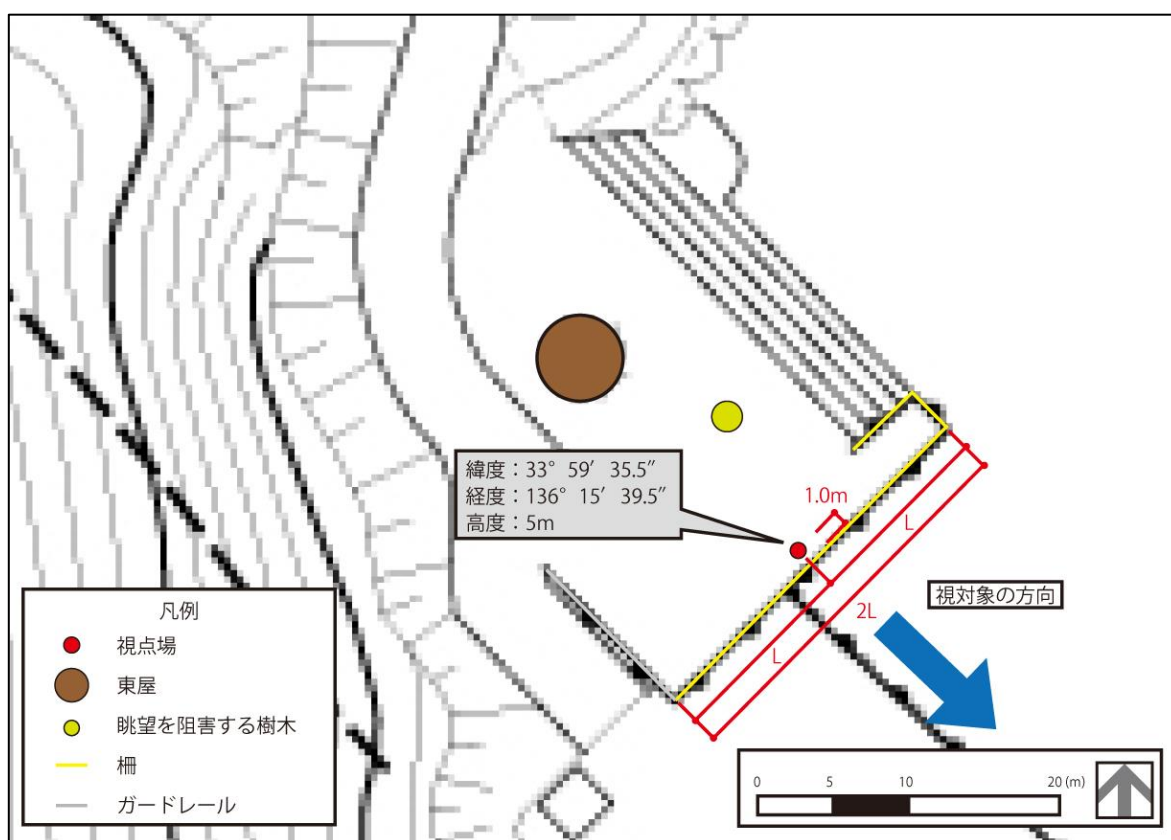 緯度：33° 59′ 35.5″
経度：136° 15′ 39.5″
高度：5m
1.0m
L
2L
L
視対象の方向
凡例
視点場
東屋
眺望を阻害する樹木
柵
ガードレール
0 5 10 20 (m)